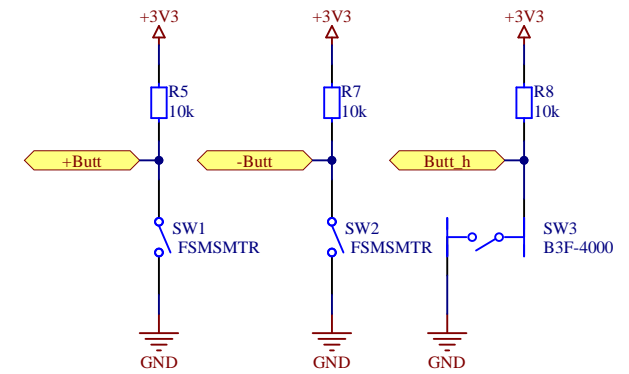 +3V3
+3V3
+3V3
R5
10k
R7
10k
R8
10k
+Butt
-Butt
Butt_h
SW1
FSMSMTR
SW2
FSMSMTR
SW3
B3F-4000
GND
GND
GND